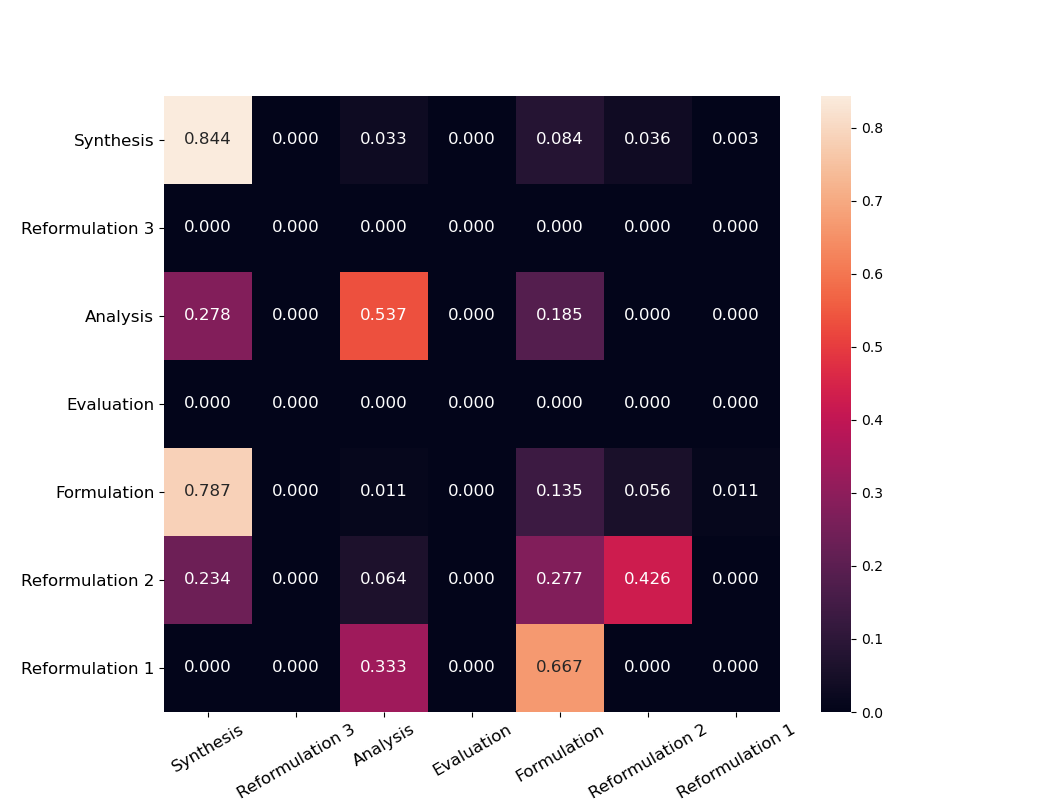 Synthesis 0.844 0.000 0.033 0.000 0.084 0.036 0.003
Reformulation 3 0.000 0.000 0.000 0.000 0.000 0.000 0.000
Analysis 0.278 0.000 0.537 0.000 0.185 0.000 0.000
Evaluation 0.000 0.000 0.000 0.000 0.000 0.000 0.000
Formulation 0.787 0.000 0.011 0.000 0.135 0.056 0.011
Reformulation 2 0.234 0.000 0.064 0.000 0.277 0.426 0.000
Reformulation 1 0.000 0.000 0.333 0.000 0.667 0.000 0.000
Synthesis
Reformulation 3
Analysis
Evaluation
Formulation
Reformulation 2
Reformulation 1
0.8
0.7
0.6
0.5
0.4
0.3
0.2
0.1
0.0